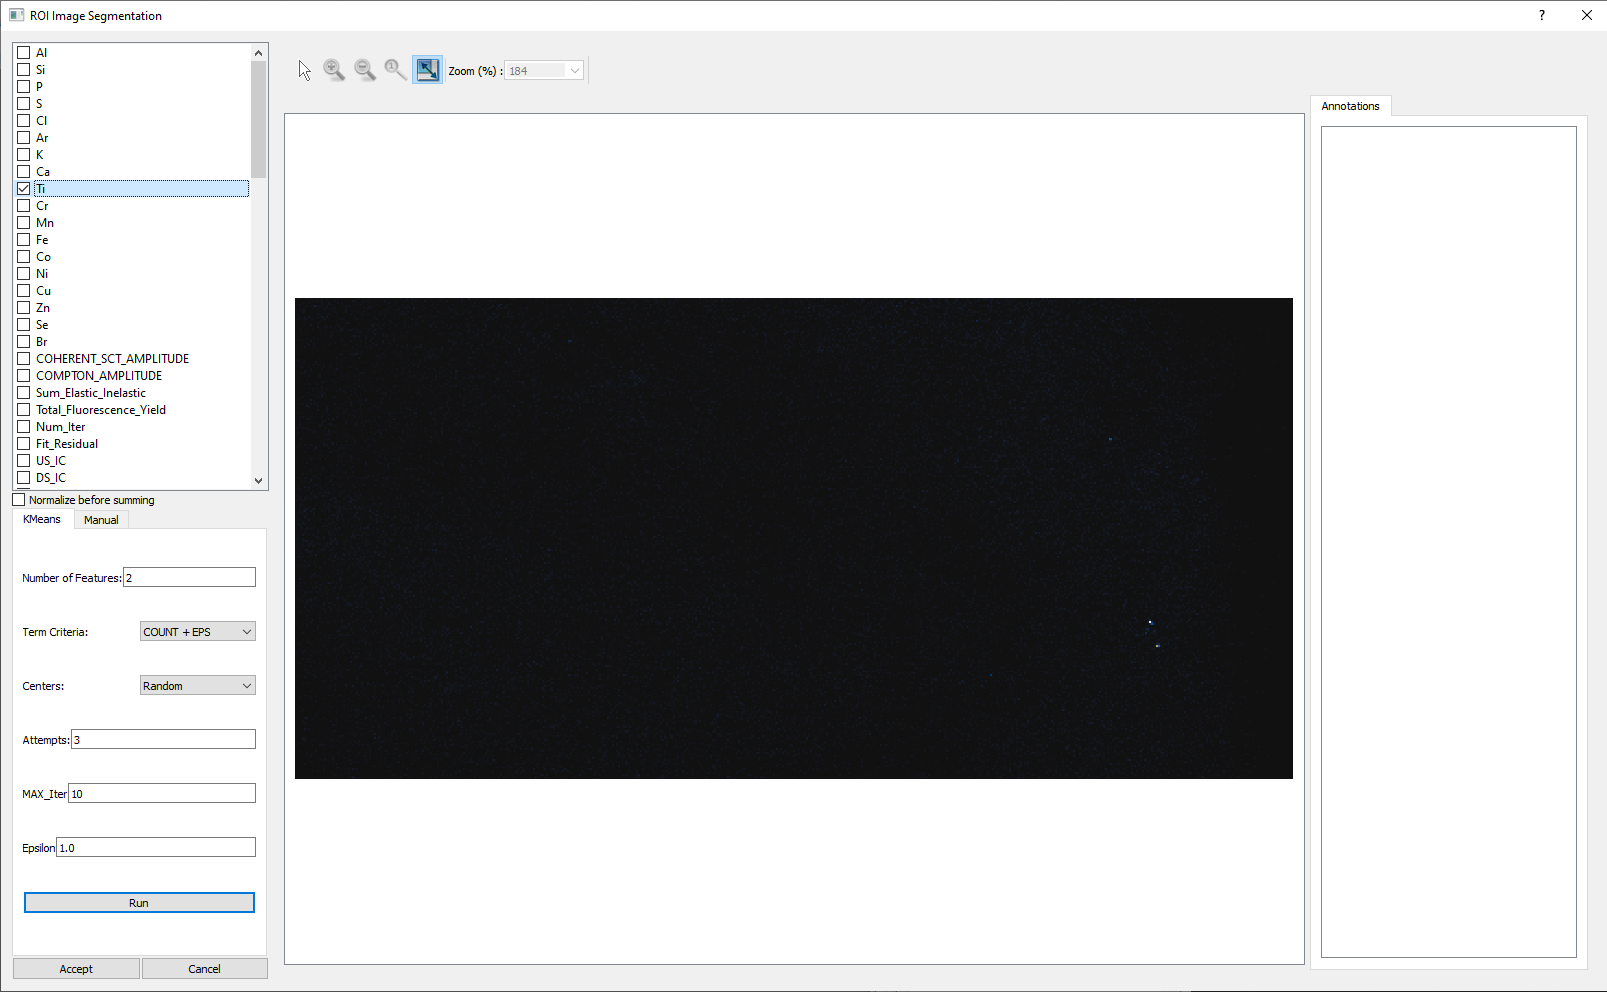 ROI Image Segmentation
?
Al
Si
P
S
Cl
Ar
K
Ca
Ti
Cr
Mn
Fe
Co
Ni
Cu
Zn
Se
Br
COHERENT_SCT_AMPLITUDE
COMPTON_AMPLITUDE
Sum_Elastic_Inelastic
Total_Fluorescence_Yield
Num_Iter
Fit_Residual
US_IC
DS_IC
Normalize before summing
KMeans Manual
Number of Features: 2
Term Criteria: COUNT + EPS
Centers: Random
Attempts: 3
MAX_Iter 10
Epsilon 1.0
Run
Accept Cancel
Zoom (%) : 184
Annotations